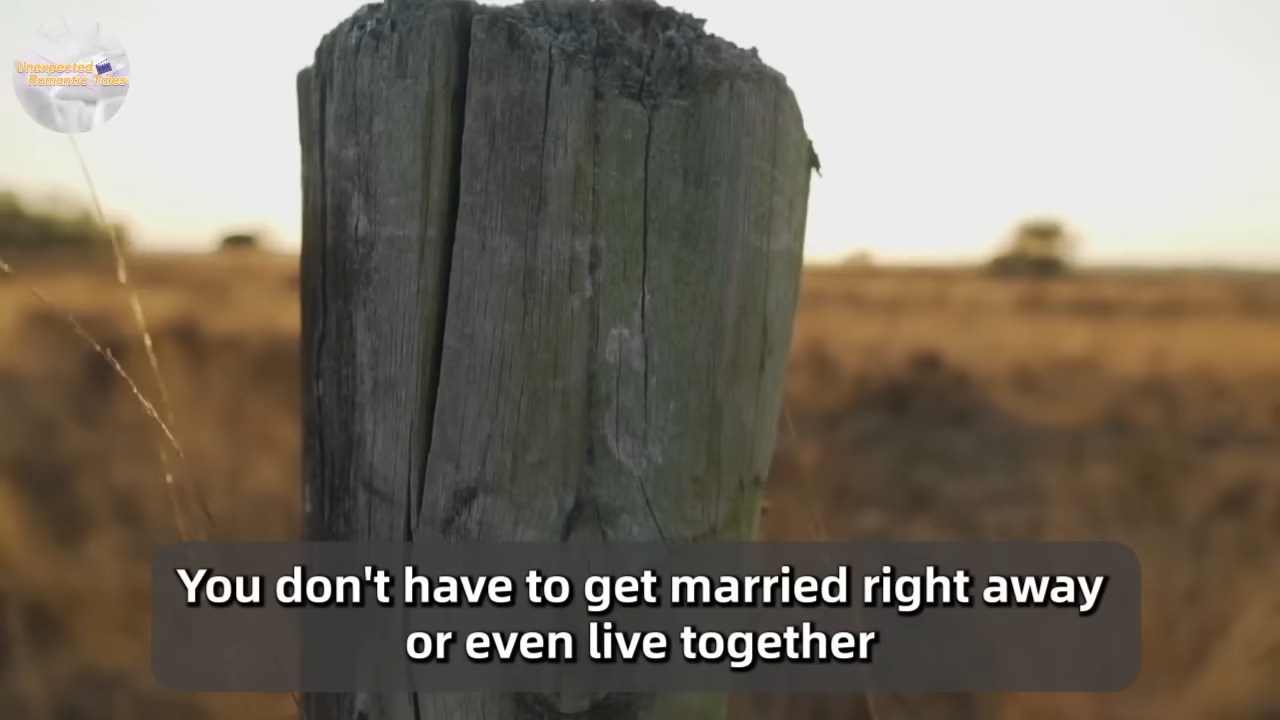 Unexpected
Romantic Tales
You don't have to get married right away
or even live together